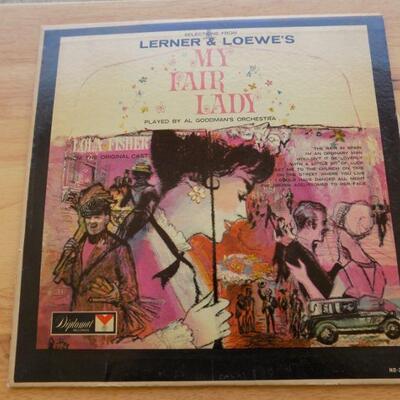 SELECTIONS FROM
LERNER & LOEWE'S
MY
FAIR
LADY
PLAYED BY AL GOODMAN'S ORCHESTRA
LOLA FISHER
OF THE ORIGINAL CAST
THE RAIN IN SPAIN
I'M AN ORDINARY MAN
WOULDN'T IT BE LOVERLY
WITH A LITTLE BIT OF LUCK
GET ME TO THE CHURCH ON TIME
ON THE STREET WHERE YOU LIVE
I COULD HAVE DANCED ALL NIGHT
I'VE GROWN ACCUSTOMED TO HER FACE
Diplomat
RECORDS